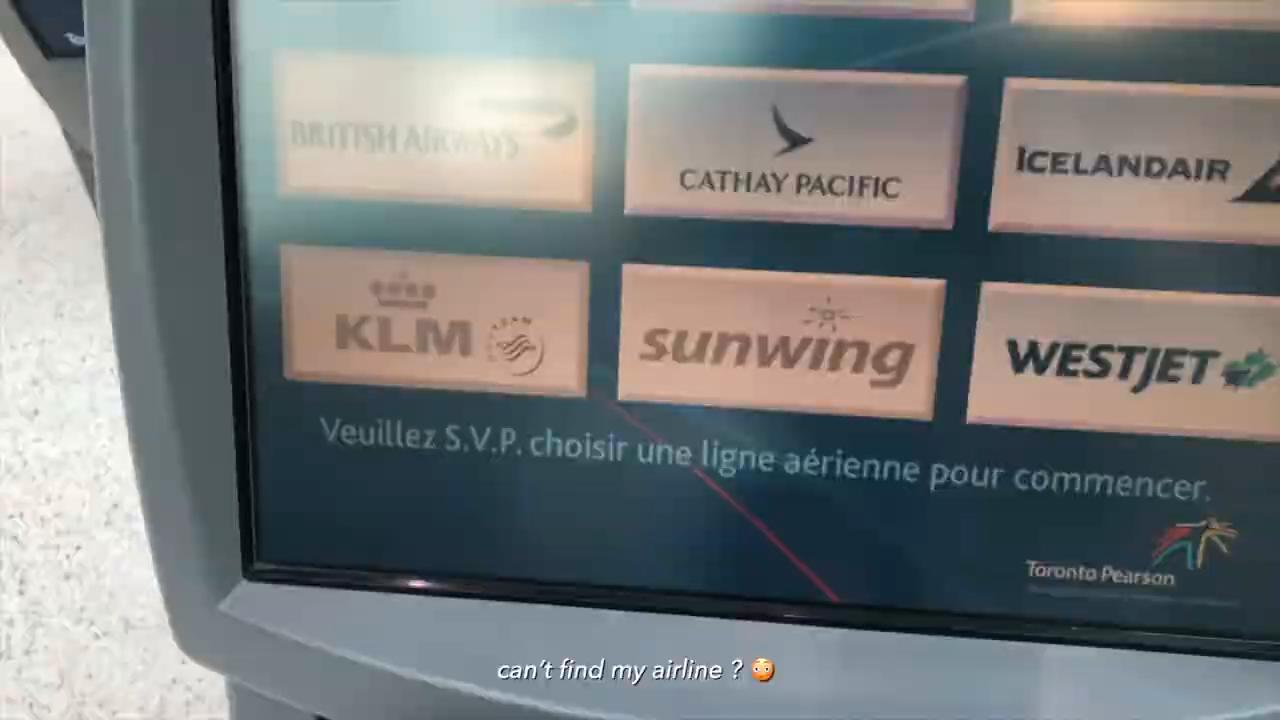 BRITISH AIRWAYS
CATHAY PACIFIC
ICELANDAIR
KLM
sunwing
WESTJET
Veuillez S.V.P. choisir une ligne aérienne pour commencer.
Toronto Pearson
can't find my airline ? 😳